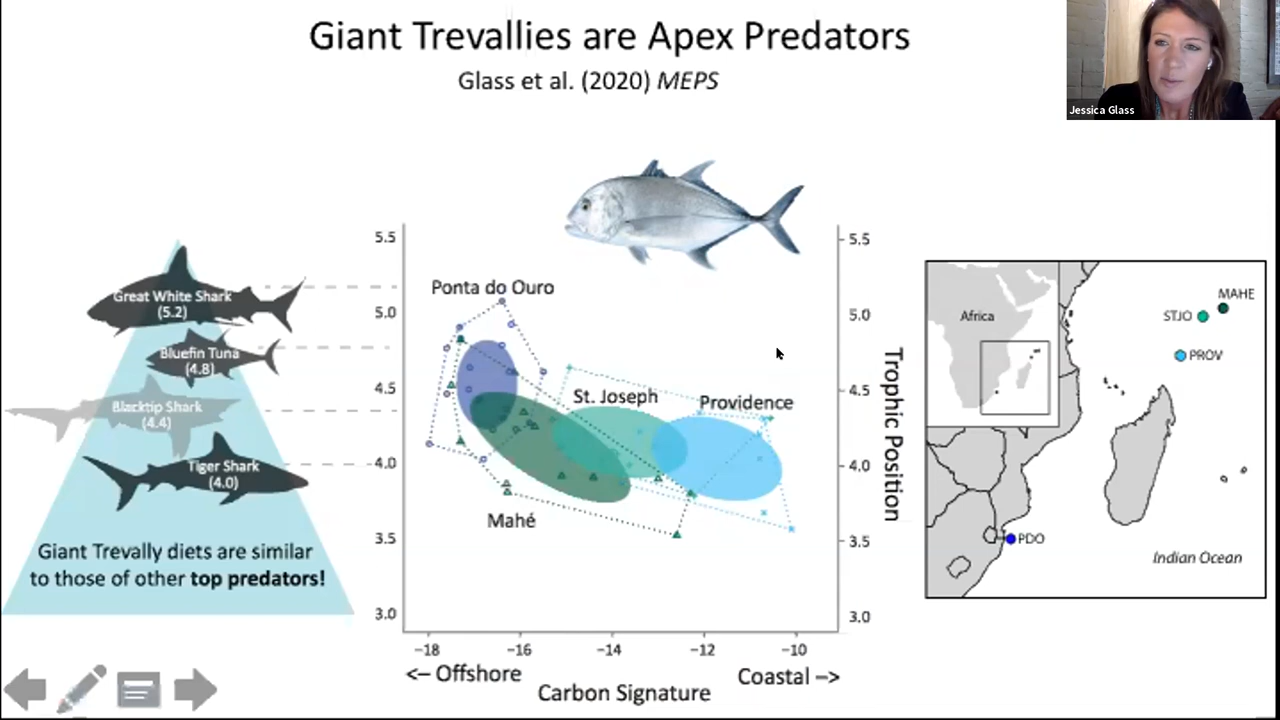 Giant Trevallies are Apex Predators
Glass et al. (2020) MEPS
Jessica Glass
Great White Shark
(5.2)
Bluefin Tuna
(4.8)
Blacktip Shark
(4.4)
Tiger Shark
(4.0)
Giant Trevally diets are similar
to those of other top predators!
5.5
5.0
4.5
4.0
3.5
3.0
Ponta do Ouro
St. Joseph
Providence
Mahé
5.5
5.0
4.5
4.0
3.5
3.0
Trophic Position
−18
−16
−14
−12
−10
<– Offshore
Coastal –>
Carbon Signature
Africa
MAHE
STJO
PROV
PDO
Indian Ocean